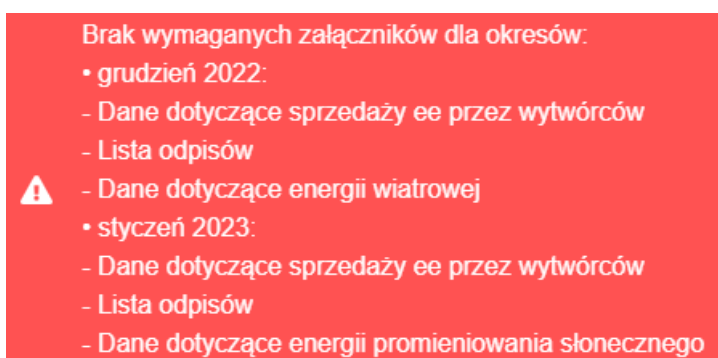 Brak wymaganych załączników dla okresów:
• grudzień 2022:
- Dane dotyczące sprzedaży ee przez wytwórców
- Lista odpisów
- Dane dotyczące energii wiatrowej
• styczeń 2023:
- Dane dotyczące sprzedaży ee przez wytwórców
- Lista odpisów
- Dane dotyczące energii promieniowania słonecznego